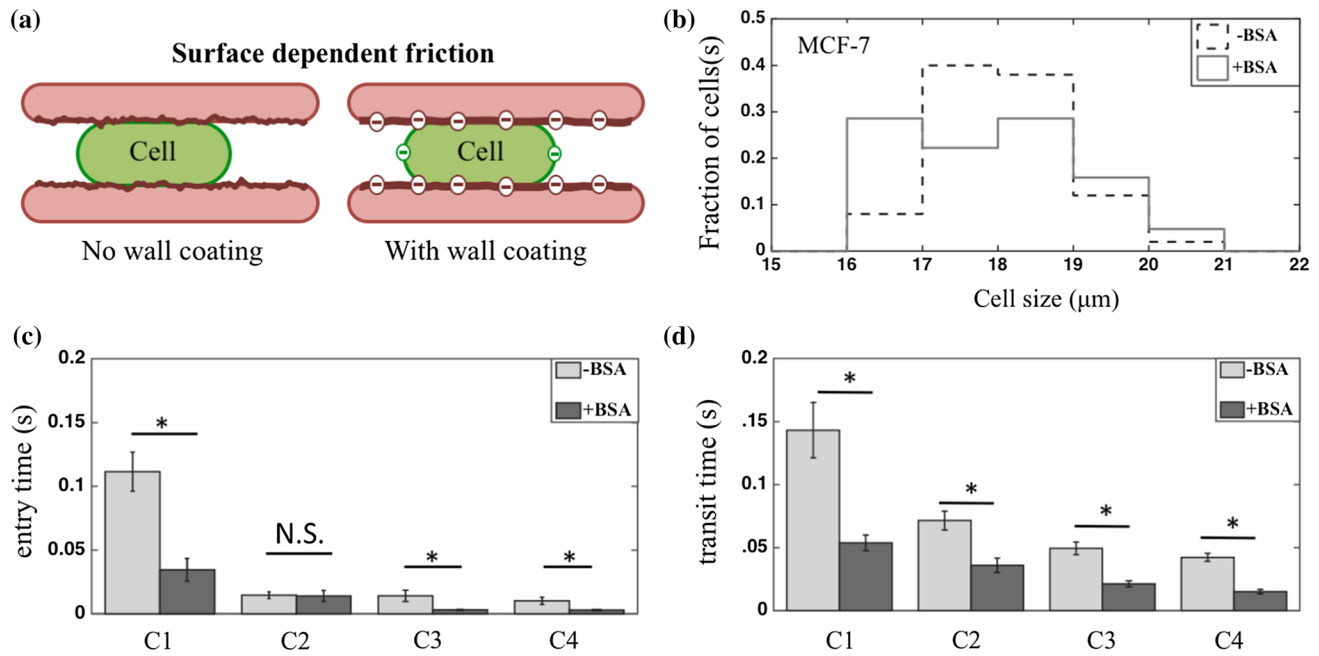 (a)
Surface dependent friction
Cell
Cell
⊖ ⊖ ⊖ ⊖ ⊖ ⊖
⊖ ⊖
⊖ ⊖ ⊖ ⊖ ⊖ ⊖
No wall coating
With wall coating
(b)
Fraction of cells(s)
0.5
0.4
0.3
0.2
0.1
0
MCF-7
-BSA
+BSA
15 16 17 18 19 20 21 22
Cell size (μm)
(c)
entry time (s)
0.2
0.15
0.1
0.05
0
-BSA
+BSA
*
N.S.
*
*
C1 C2 C3 C4
(d)
transit time (s)
0.2
0.15
0.1
.05
0
-BSA
+BSA
*
*
*
*
C1 C2 C3 C4